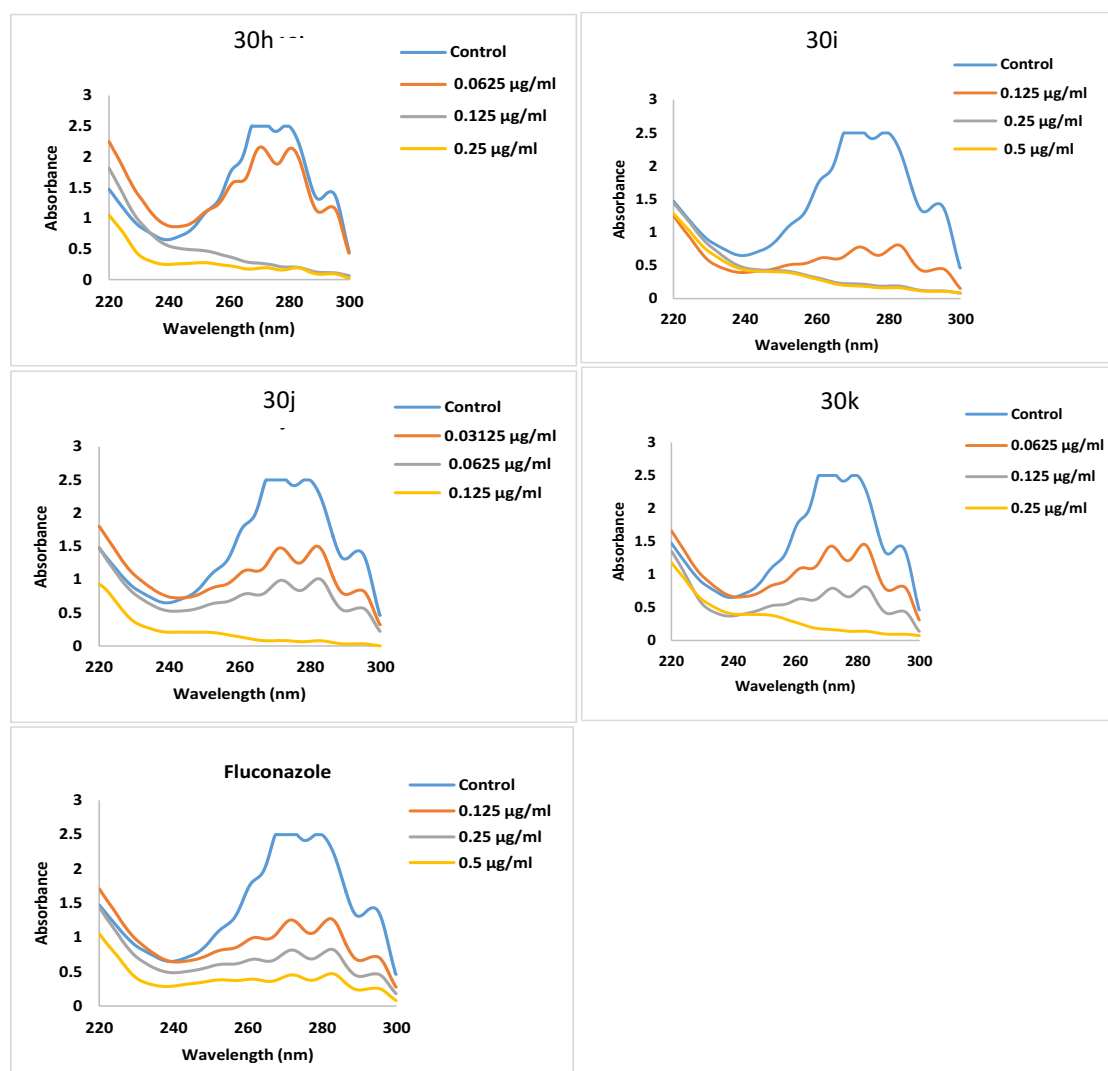 30h
Control
0.0625 µg/ml
0.125 µg/ml
0.25 µg/ml
3
2.5
2
1.5
1
0.5
0
Absorbance
220 240 260 280 300
Wavelength (nm)
30i
Control
0.125 µg/ml
0.25 µg/ml
0.5 µg/ml
3
2.5
2
1.5
1
0.5
0
Absorbance
220 240 260 280 300
Wavelength (nm)
30j
Control
0.03125 µg/ml
0.0625 µg/ml
0.125 µg/ml
3
2.5
2
1.5
1
0.5
0
Absorbance
220 240 260 280 300
Wavelength (nm)
30k
Control
0.0625 µg/ml
0.125 µg/ml
0.25 µg/ml
3
2.5
2
1.5
1
0.5
0
Absorbance
220 240 260 280 300
Wavelength (nm)
Fluconazole
Control
0.125 µg/ml
0.25 µg/ml
0.5 µg/ml
3
2.5
2
1.5
1
0.5
0
Absorbance
220 240 260 280 300
Wavelength (nm)